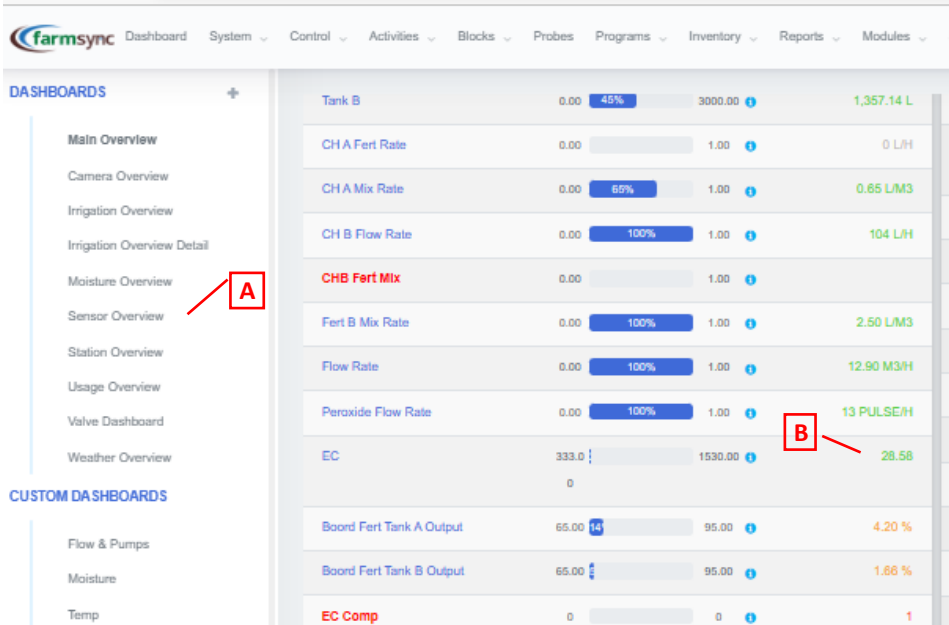 farmsync Dashboard System Control Activities Blocks Probes Programs Inventory Reports Modules
DASHBOARDS +
Main Overview
Camera Overview
Irrigation Overview
Irrigation Overview Detail
Moisture Overview
Sensor Overview
Station Overview
Usage Overview
Valve Dashboard
Weather Overview
CUSTOM DASHBOARDS
Flow & Pumps
Moisture
Temp
A
Tank B 0.00 45% 3000.00 1,357.14 L
CH A Fert Rate 0.00 1.00 0 L/H
CH A Mix Rate 0.00 65% 1.00 0.65 L/M3
CH B Flow Rate 0.00 100% 1.00 104 L/H
CHB Fert Mix 0.00 1.00
Fert B Mix Rate 0.00 100% 1.00 2.50 L/M3
Flow Rate 0.00 100% 1.00 12.90 M3/H
Peroxide Flow Rate 0.00 100% 1.00 13 PULSE/H
B
EC 333.0 1530.00 28.58
0
Boord Fert Tank A Output 65.00 14 95.00 4.20 %
Boord Fert Tank B Output 65.00 95.00 1.66 %
EC Comp 0 0 1